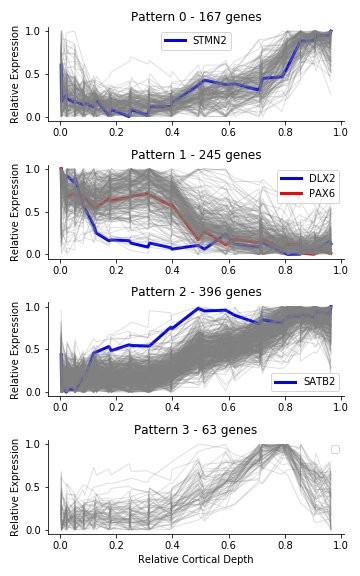 Pattern 0 - 167 genes
Relative Expression
1.0
0.5
0.0
STMN2
0.0 0.2 0.4 0.6 0.8 1.0
Pattern 1 - 245 genes
Relative Expression
1.0
0.5
0.0
DLX2
PAX6
0.0 0.2 0.4 0.6 0.8 1.0
Pattern 2 - 396 genes
Relative Expression
1.0
0.5
0.0
SATB2
0.0 0.2 0.4 0.6 0.8 1.0
Pattern 3 - 63 genes
Relative Expression
1.0
0.5
0.0
0.0 0.2 0.4 0.6 0.8 1.0
Relative Cortical Depth